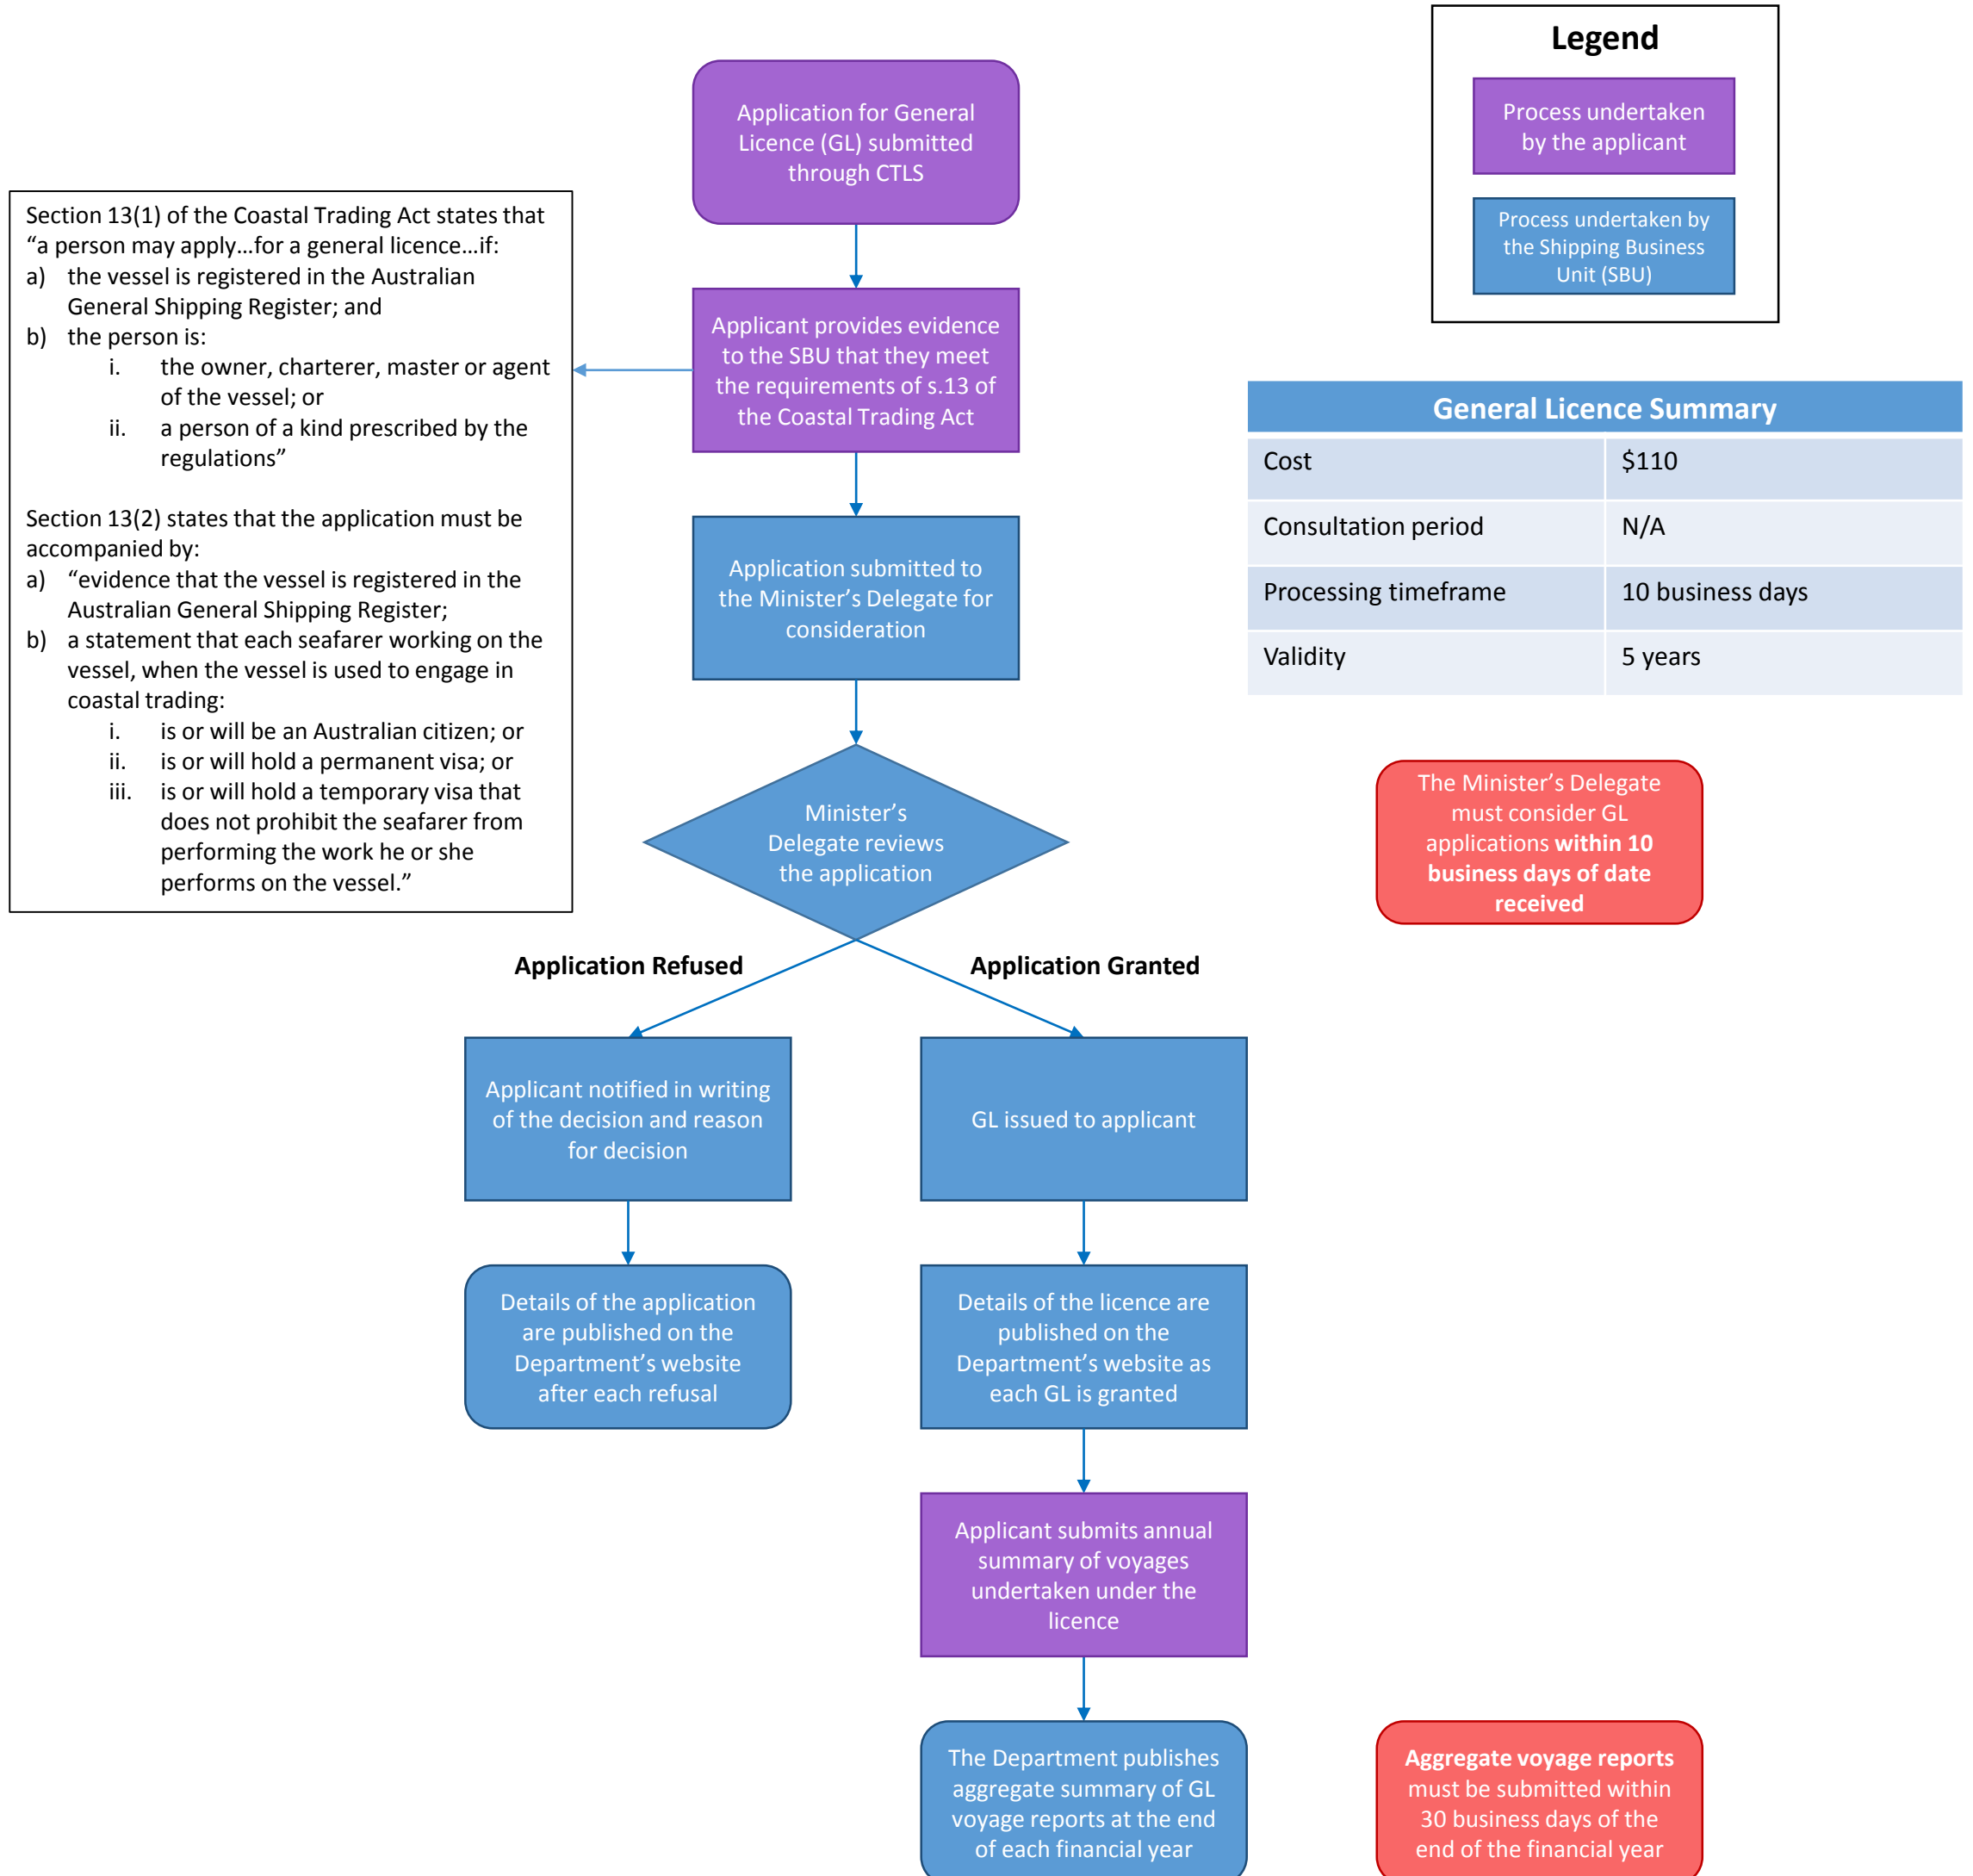 Legend
Process undertaken
by the applicant
Process undertaken by
the Shipping Business
Unit (SBU)
Application for General
Licence (GL) submitted
through CTLS
Section 13(1) of the Coastal Trading Act states that
“a person may apply…for a general licence…if:
a) the vessel is registered in the Australian
General Shipping Register; and
b) the person is:
i. the owner, charterer, master or agent
of the vessel; or
ii. a person of a kind prescribed by the
regulations”
Section 13(2) states that the application must be
accompanied by:
a) “evidence that the vessel is registered in the
Australian General Shipping Register;
b) a statement that each seafarer working on the
vessel, when the vessel is used to engage in
coastal trading:
i. is or will be an Australian citizen; or
ii. is or will hold a permanent visa; or
iii. is or will hold a temporary visa that
does not prohibit the seafarer from
performing the work he or she
performs on the vessel.”
Applicant provides evidence
to the SBU that they meet
the requirements of s.13 of
the Coastal Trading Act
General Licence Summary
Cost $110
Consultation period N/A
Processing timeframe 10 business days
Validity 5 years
Application submitted to
the Minister’s Delegate for
consideration
Minister’s
Delegate reviews
the application
The Minister’s Delegate
must consider GL
applications within 10
business days of date
received
Application Refused
Application Granted
Applicant notified in writing
of the decision and reason
for decision
GL issued to applicant
Details of the application
are published on the
Department’s website
after each refusal
Details of the licence are
published on the
Department’s website as
each GL is granted
Applicant submits annual
summary of voyages
undertaken under the
licence
The Department publishes
aggregate summary of GL
voyage reports at the end
of each financial year
Aggregate voyage reports
must be submitted within
30 business days of the
end of the financial year